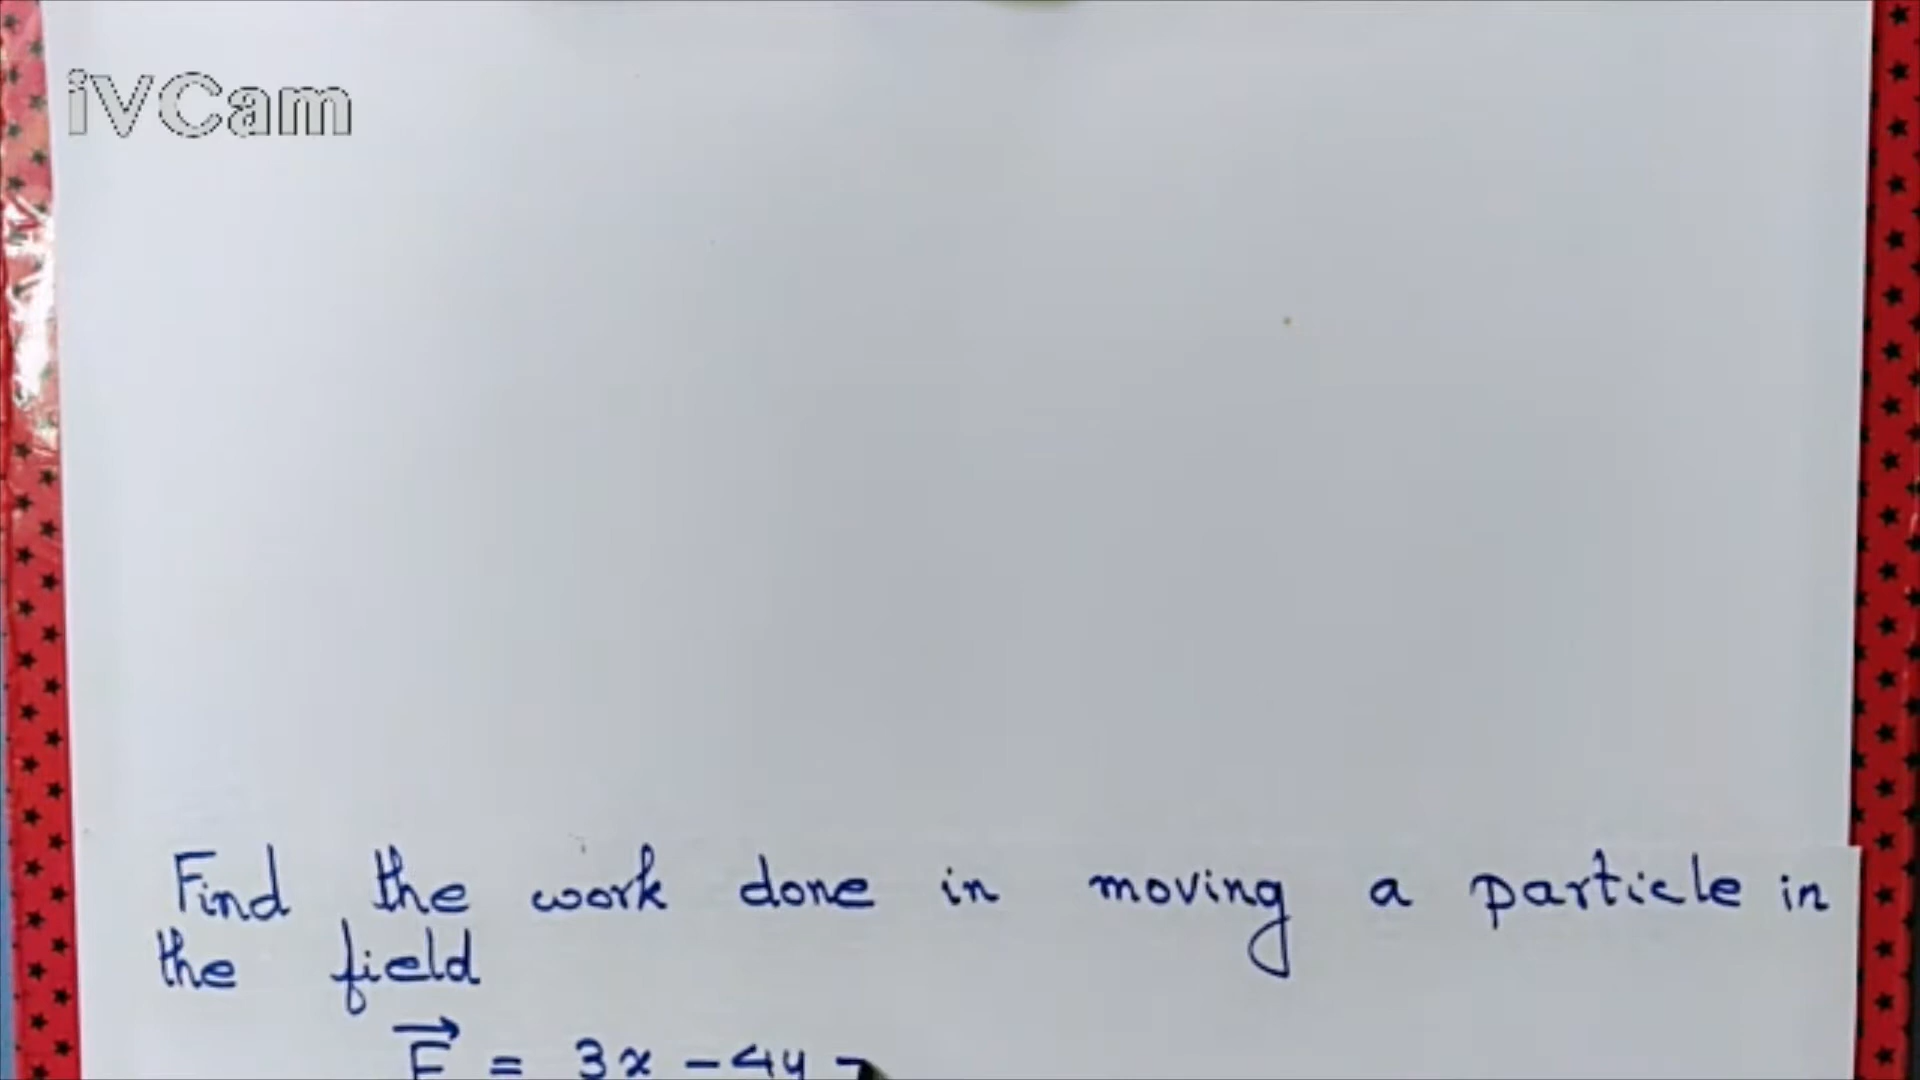 iVCam
Find the work done in moving a particle in
the field
F = 3x - 4y